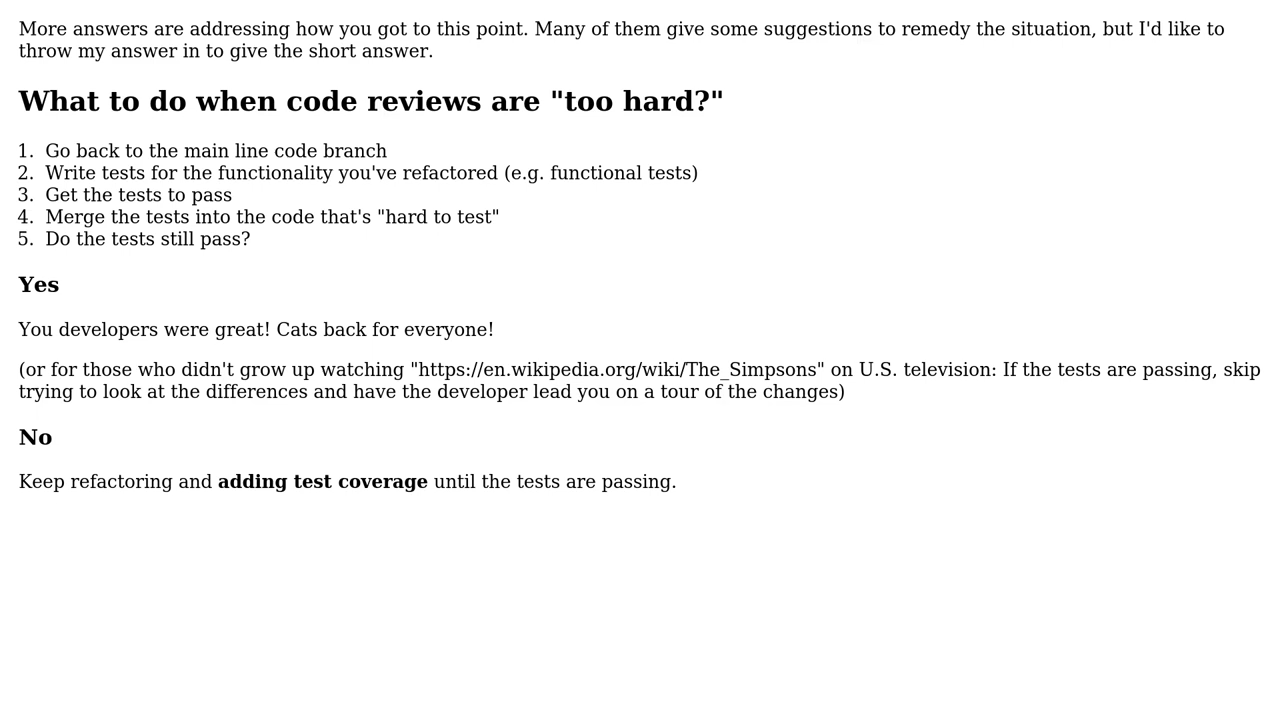 More answers are addressing how you got to this point. Many of them give some suggestions to remedy the situation, but I'd like to
throw my answer in to give the short answer.
What to do when code reviews are "too hard?"
1. Go back to the main line code branch
2. Write tests for the functionality you've refactored (e.g. functional tests)
3. Get the tests to pass
4. Merge the tests into the code that's "hard to test"
5. Do the tests still pass?
Yes
You developers were great! Cats back for everyone!
(or for those who didn't grow up watching "https://en.wikipedia.org/wiki/The_Simpsons" on U.S. television: If the tests are passing, skip
trying to look at the differences and have the developer lead you on a tour of the changes)
No
Keep refactoring and adding test coverage until the tests are passing.